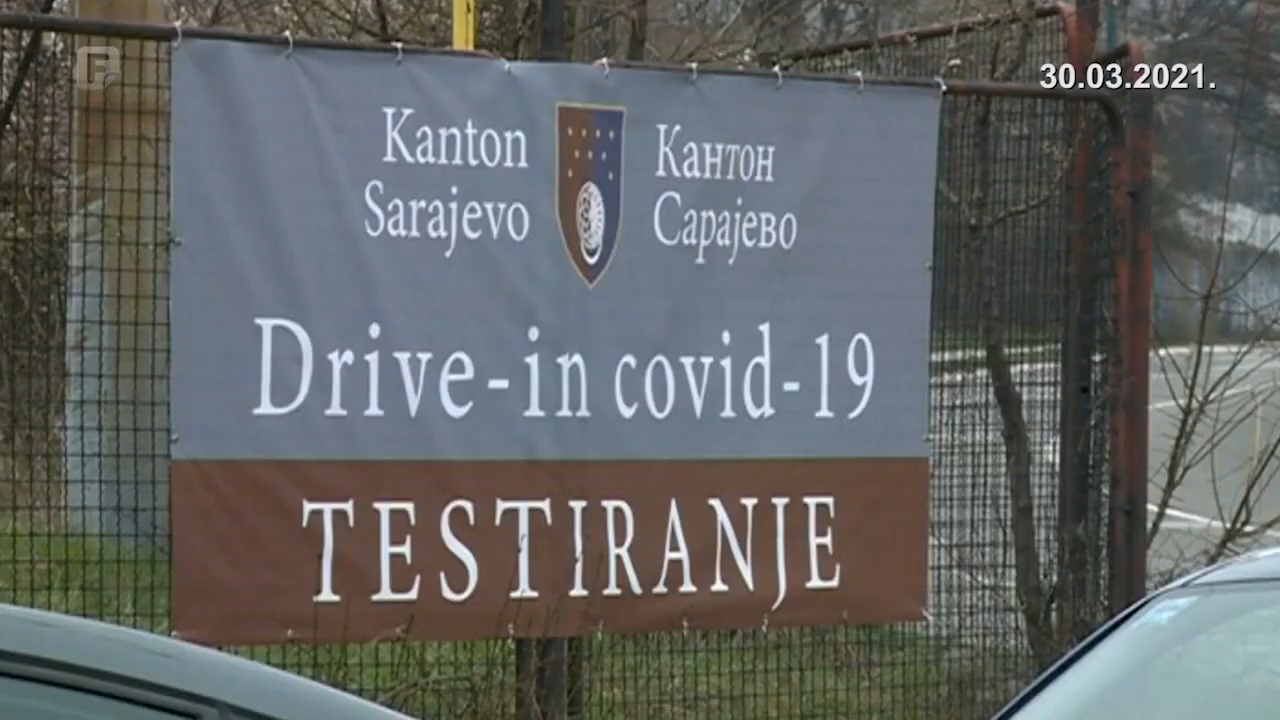 30.03.2021.
Kanton
Sarajevo
Кантон
Сарајево
Drive-in covid-19
TESTIRANJE